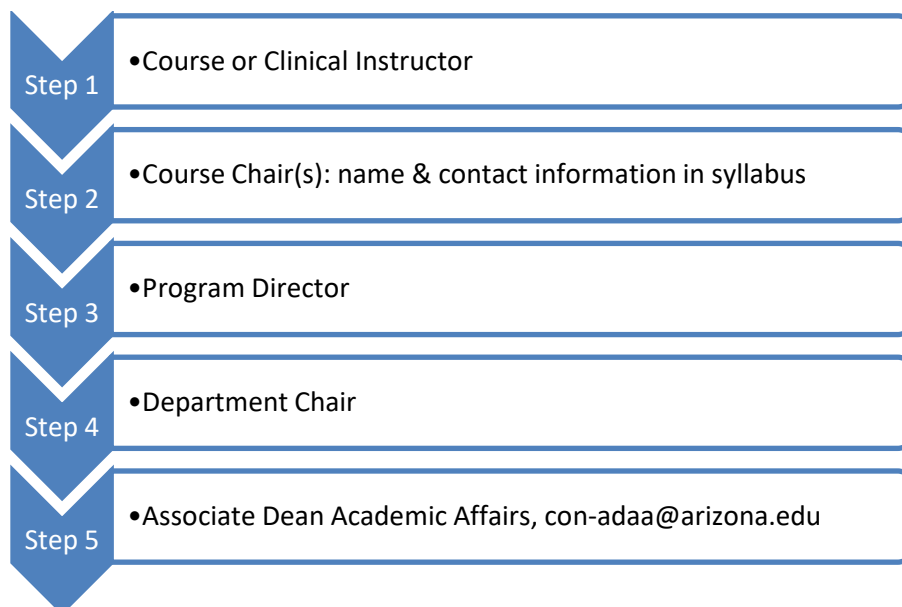 Step 1
•Course or Clinical Instructor
Step 2
•Course Chair(s): name & contact information in syllabus
Step 3
•Program Director
Step 4
•Department Chair
Step 5
•Associate Dean Academic Affairs, con-adaa@arizona.edu